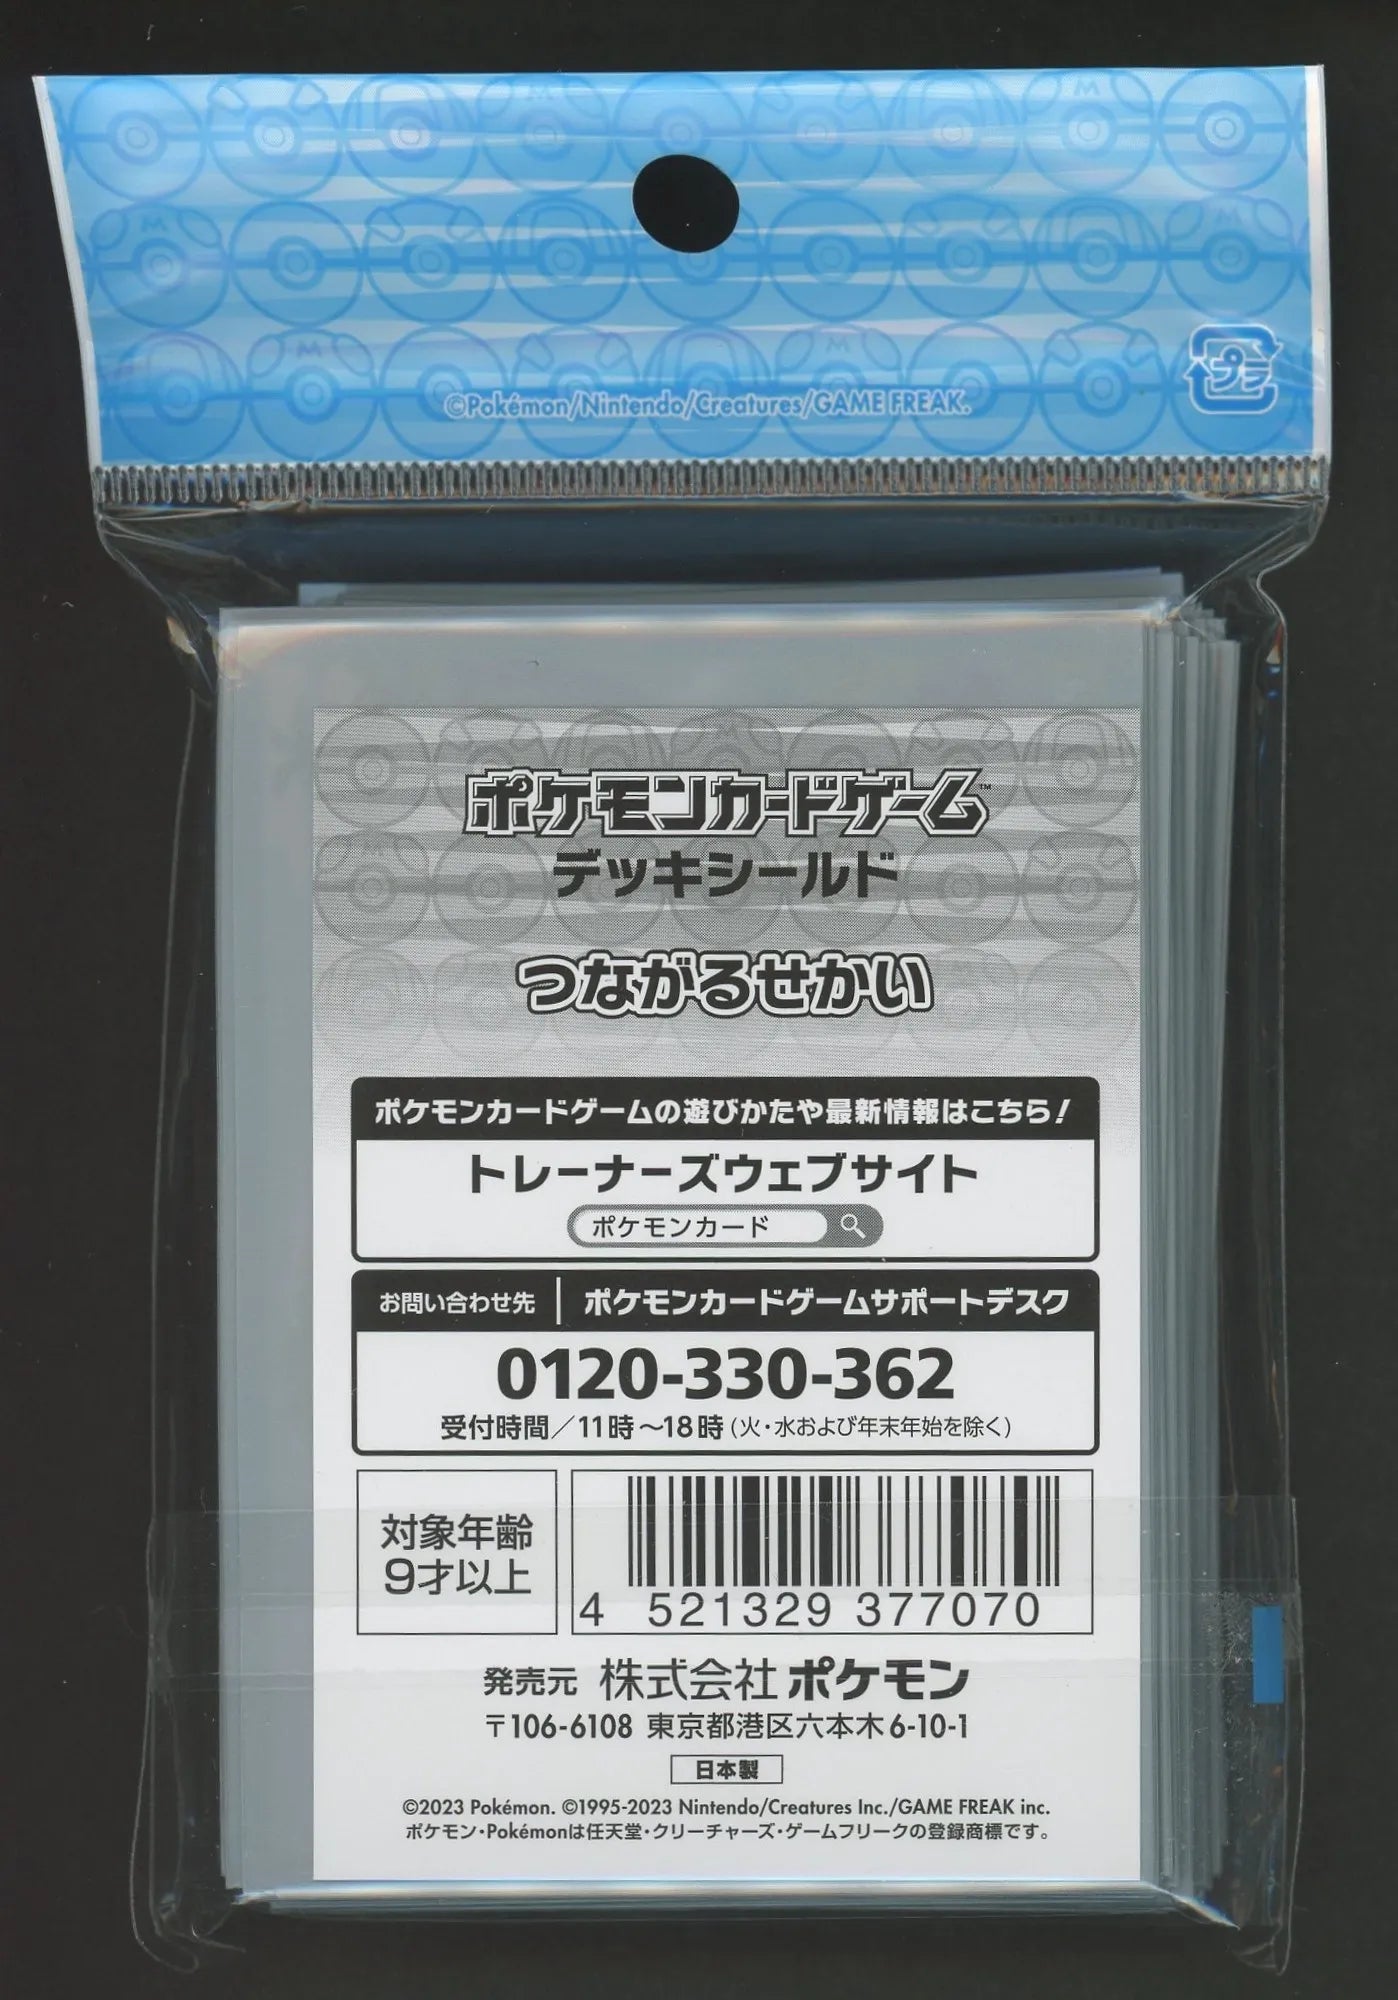 ©Pokémon/Nintendo/Creatures/GAME FREAK.
プラ
ポケモンカードゲーム™
デッキシールド
つながるせかい
ポケモンカードゲームの遊びかたや最新情報はこちら!
トレーナーズウェブサイト
ポケモンカード
お問い合わせ先 ポケモンカードゲームサポートデスク
0120-330-362
受付時間/11時~18時(火・水および年末年始を除く)
対象年齢
9才以上
4 521329 377070
発売元 株式会社ポケモン
〒106-6108 東京都港区六本木6-10-1
日本製
©2023 Pokémon. ©1995-2023 Nintendo/Creatures Inc./GAME FREAK inc.
ポケモン・Pokémonは任天堂・クリーチャーズ・ゲームフリークの登録商標です。